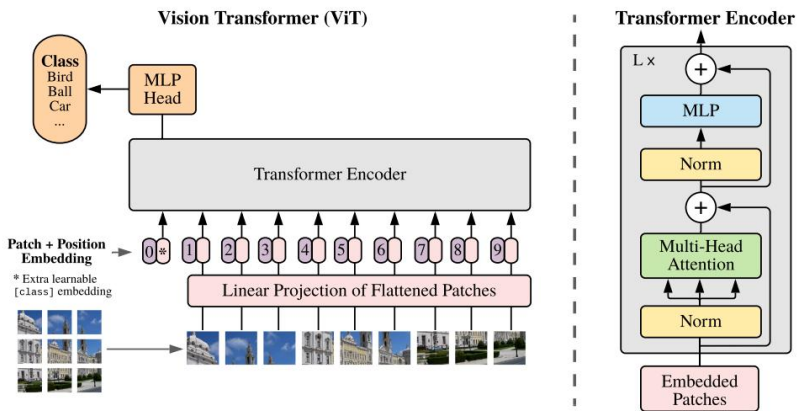 Vision Transformer (ViT)
Class
Bird
Ball
Car
...
MLP
Head
Transformer Encoder
Patch + Position
Embedding
0 * 1 2 3 4 5 6 7 8 9
* Extra learnable
[class] embedding
Linear Projection of Flattened Patches
Transformer Encoder
L ×
+
MLP
Norm
+
Multi-Head
Attention
Norm
Embedded
Patches